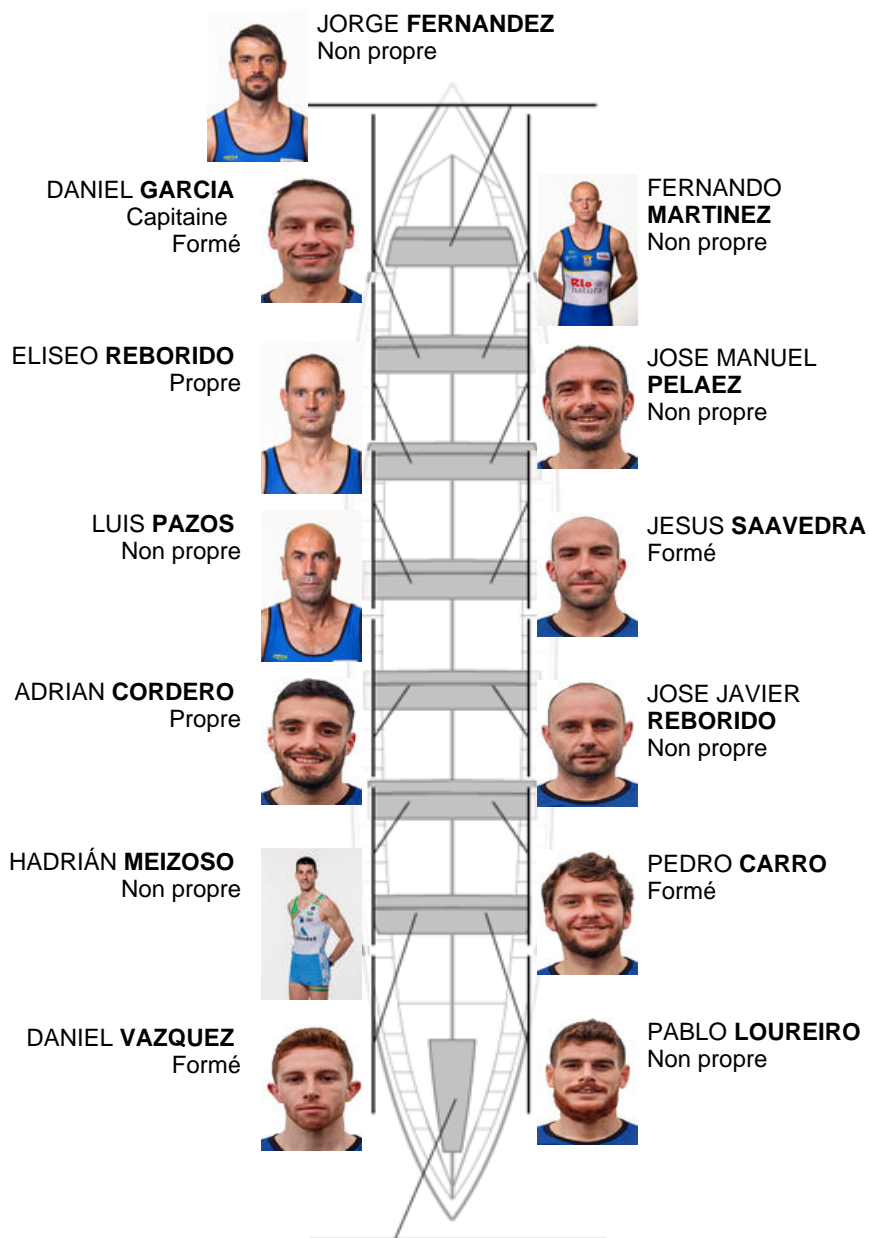 JORGE FERNANDEZ
Non propre
DANIEL GARCIA
Capitaine
Formé
FERNANDO
MARTINEZ
Non propre
ELISEO REBORIDO
Propre
JOSE MANUEL
PELAEZ
Non propre
LUIS PAZOS
Non propre
JESUS SAAVEDRA
Formé
ADRIAN CORDERO
Propre
JOSE JAVIER
REBORIDO
Non propre
HADRIÁN MEIZOSO
Non propre
PEDRO CARRO
Formé
DANIEL VAZQUEZ
Formé
PABLO LOUREIRO
Non propre